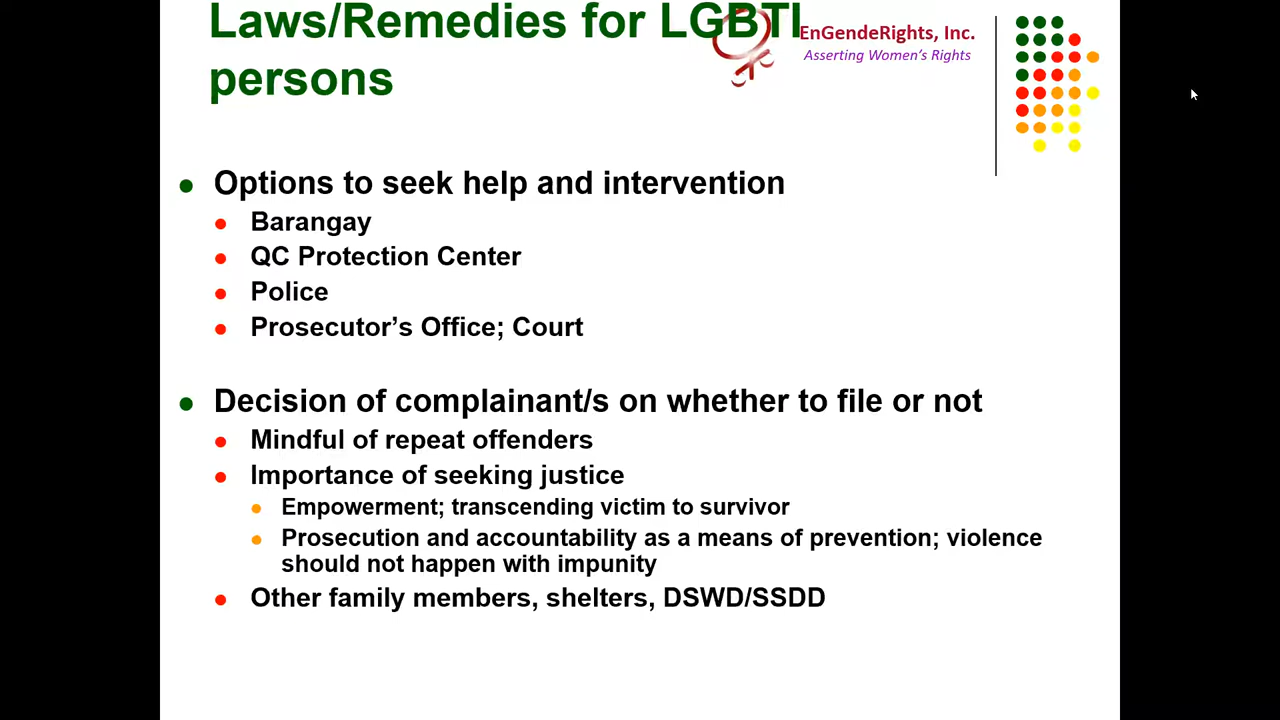 Laws/Remedies for LGBTI
persons
EnGendeRights, Inc.
Asserting Women's Rights
Options to seek help and intervention
Barangay
QC Protection Center
Police
Prosecutor's Office; Court
Decision of complainant/s on whether to file or not
Mindful of repeat offenders
Importance of seeking justice
Empowerment; transcending victim to survivor
Prosecution and accountability as a means of prevention; violence
should not happen with impunity
Other family members, shelters, DSWD/SSDD